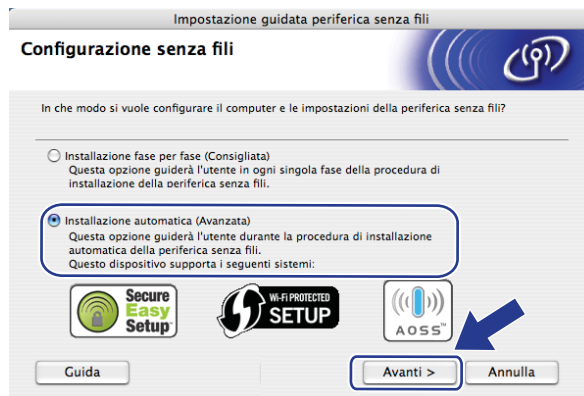 Impostazione guidata periferica senza fili
Configurazione senza fili
In che modo si vuole configurare il computer e le impostazioni della periferica senza fili?
Installazione fase per fase (Consigliata)
Questa opzione guiderà l'utente in ogni singola fase della procedura di
installazione della periferica senza fili.
Installazione automatica (Avanzata)
Questa opzione guiderà l'utente durante la procedura di installazione
automatica della periferica senza fili.
Questo dispositivo supporta i seguenti sistemi:
Secure
Easy
Setup
Wi-Fi PROTECTED
SETUP
AOSS™
Guida
Avanti >
Annulla